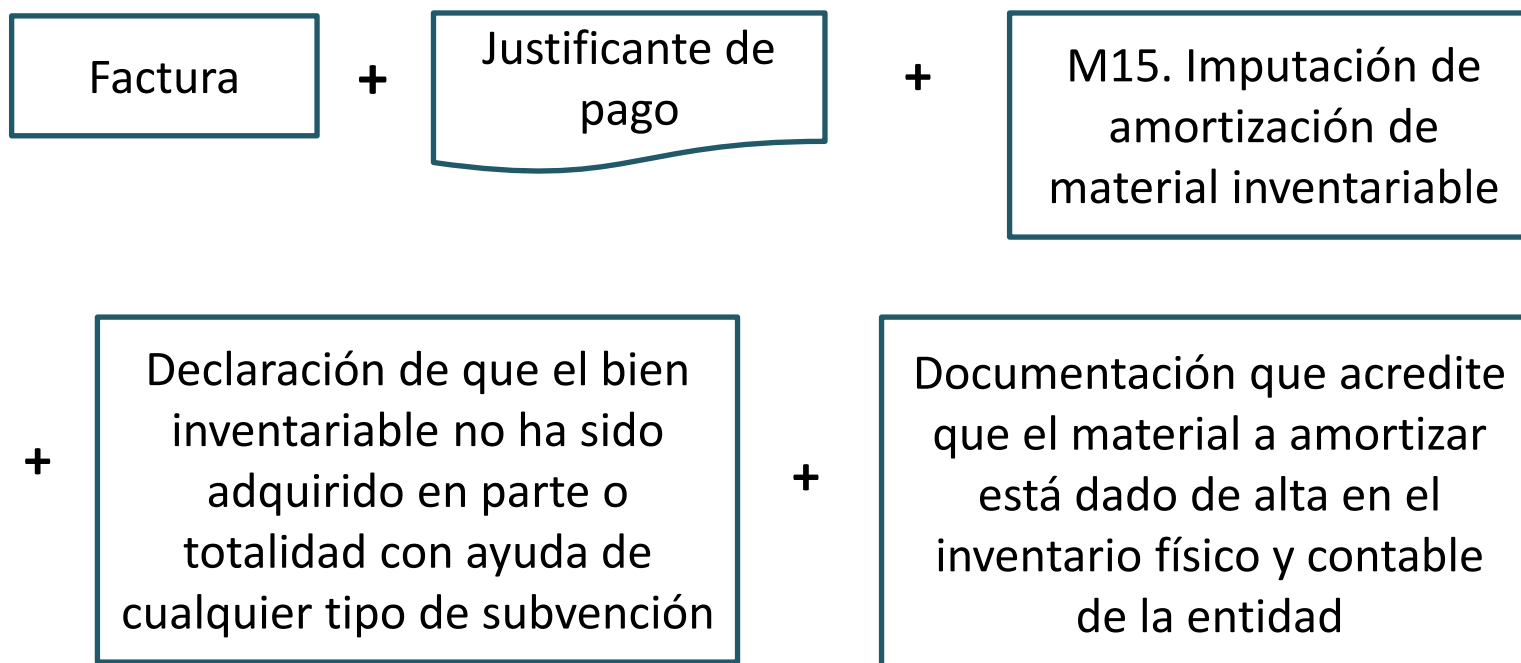 Factura
+
Justificante de
pago
+
M15. Imputación de
amortización de
material inventariable
+
Declaración de que el bien
inventariable no ha sido
adquirido en parte o
totalidad con ayuda de
cualquier tipo de subvención
+
Documentación que acredite
que el material a amortizar
está dado de alta en el
inventario físico y contable
de la entidad